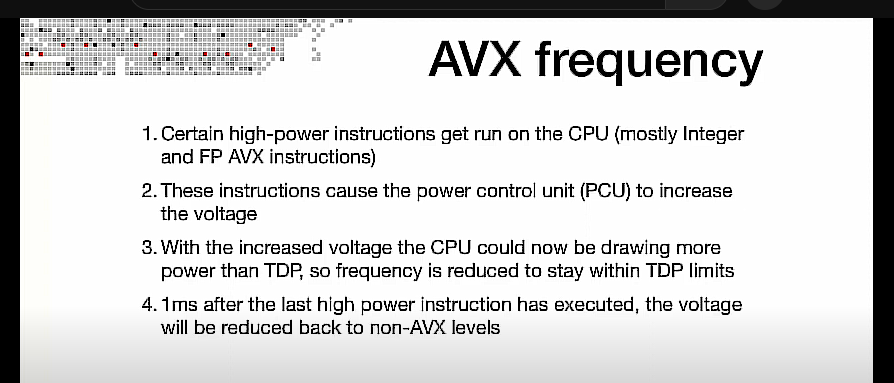 AVX frequency
1. Certain high-power instructions get run on the CPU (mostly Integer
and FP AVX instructions)
2. These instructions cause the power control unit (PCU) to increase
the voltage
3. With the increased voltage the CPU could now be drawing more
power than TDP, so frequency is reduced to stay within TDP limits
4. 1ms after the last high power instruction has executed, the voltage
will be reduced back to non-AVX levels